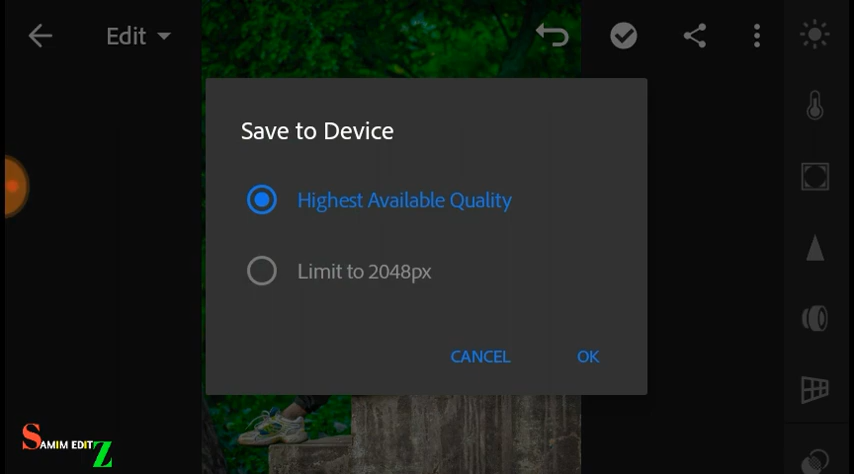 Edit
Save to Device
Highest Available Quality
Limit to 2048px
CANCEL OK
SAMIM EDITZ